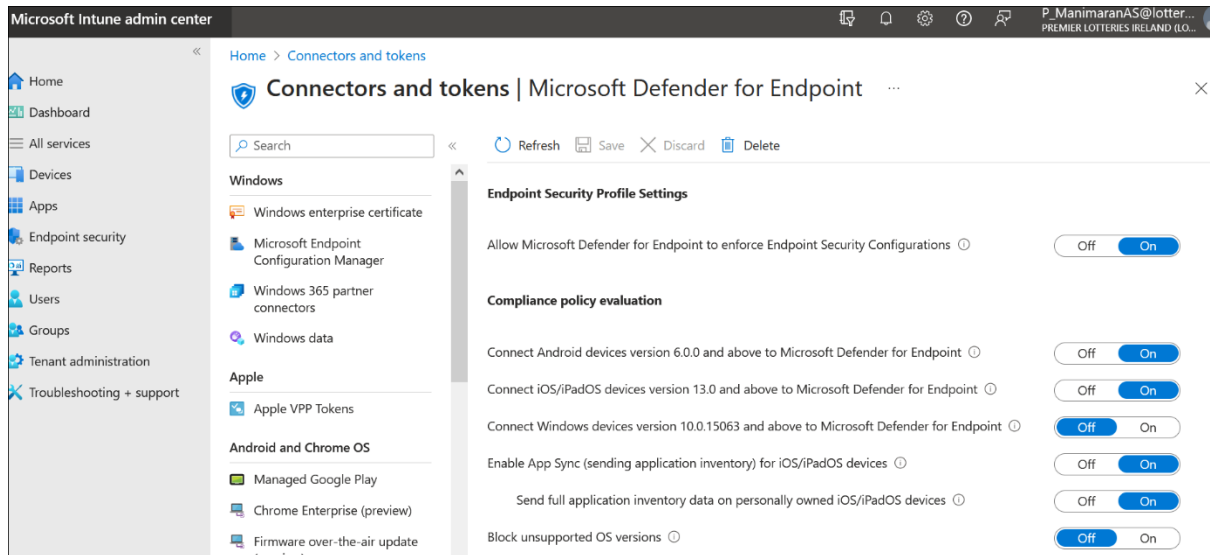 Microsoft Intune admin center
P_ManimaranAS@lotter...
PREMIER LOTTERIES IRELAND (LO...
«
Home
Dashboard
All services
Devices
Apps
Endpoint security
Reports
Users
Groups
Tenant administration
Troubleshooting + support
Home > Connectors and tokens
Connectors and tokens | Microsoft Defender for Endpoint ...
Search
«
Windows
Windows enterprise certificate
Microsoft Endpoint
Configuration Manager
Windows 365 partner
connectors
Windows data
Apple
Apple VPP Tokens
Android and Chrome OS
Managed Google Play
Chrome Enterprise (preview)
Firmware over-the-air update
Refresh Save Discard Delete
Endpoint Security Profile Settings
Allow Microsoft Defender for Endpoint to enforce Endpoint Security Configurations Off On
Compliance policy evaluation
Connect Android devices version 6.0.0 and above to Microsoft Defender for Endpoint Off On
Connect iOS/iPadOS devices version 13.0 and above to Microsoft Defender for Endpoint Off On
Connect Windows devices version 10.0.15063 and above to Microsoft Defender for Endpoint Off On
Enable App Sync (sending application inventory) for iOS/iPadOS devices Off On
Send full application inventory data on personally owned iOS/iPadOS devices Off On
Block unsupported OS versions Off On